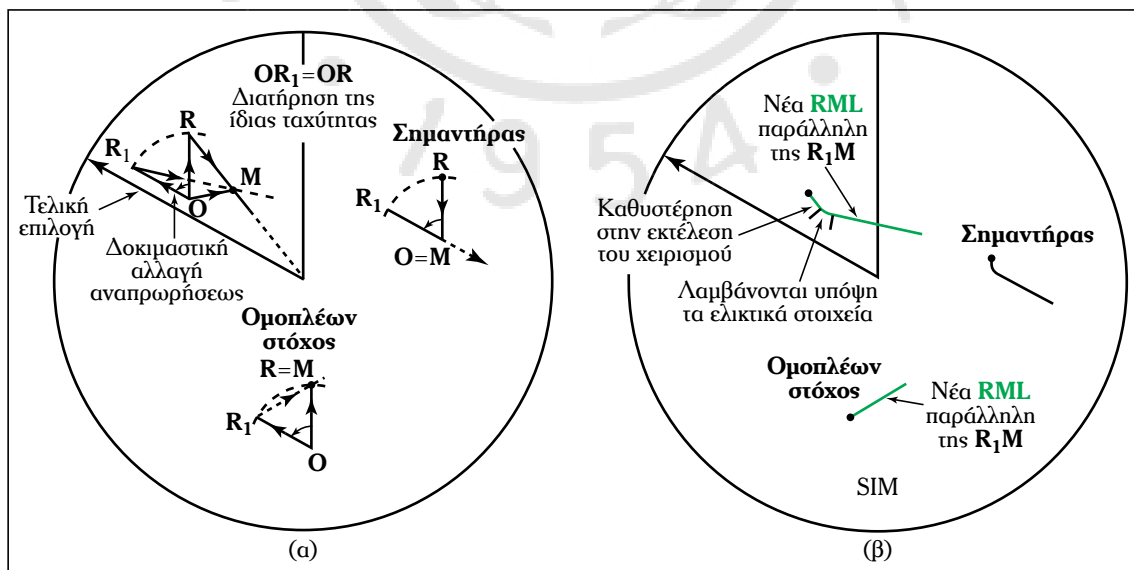 OR₁=OR
Διατήρηση της
ίδιας ταχύτητας
R
R₁
M
O
Τελική
επιλογή
Δοκιμαστική
αλλαγή
αναπρωρήσεως
Σημαντήρας
R
R₁
O=M
Ομοπλέων
στόχος
R=M
R₁
O
(α)
Νέα RML
παράλληλη
της R₁M
Καθυστέρηση
στην εκτέλεση
του χειρισμού
Λαμβάνονται υπόψη
τα ελικτικά στοιχεία
Σημαντήρας
Ομοπλέων
στόχος
Νέα RML
παράλληλη
της R₁M
SIM
(β)
1954